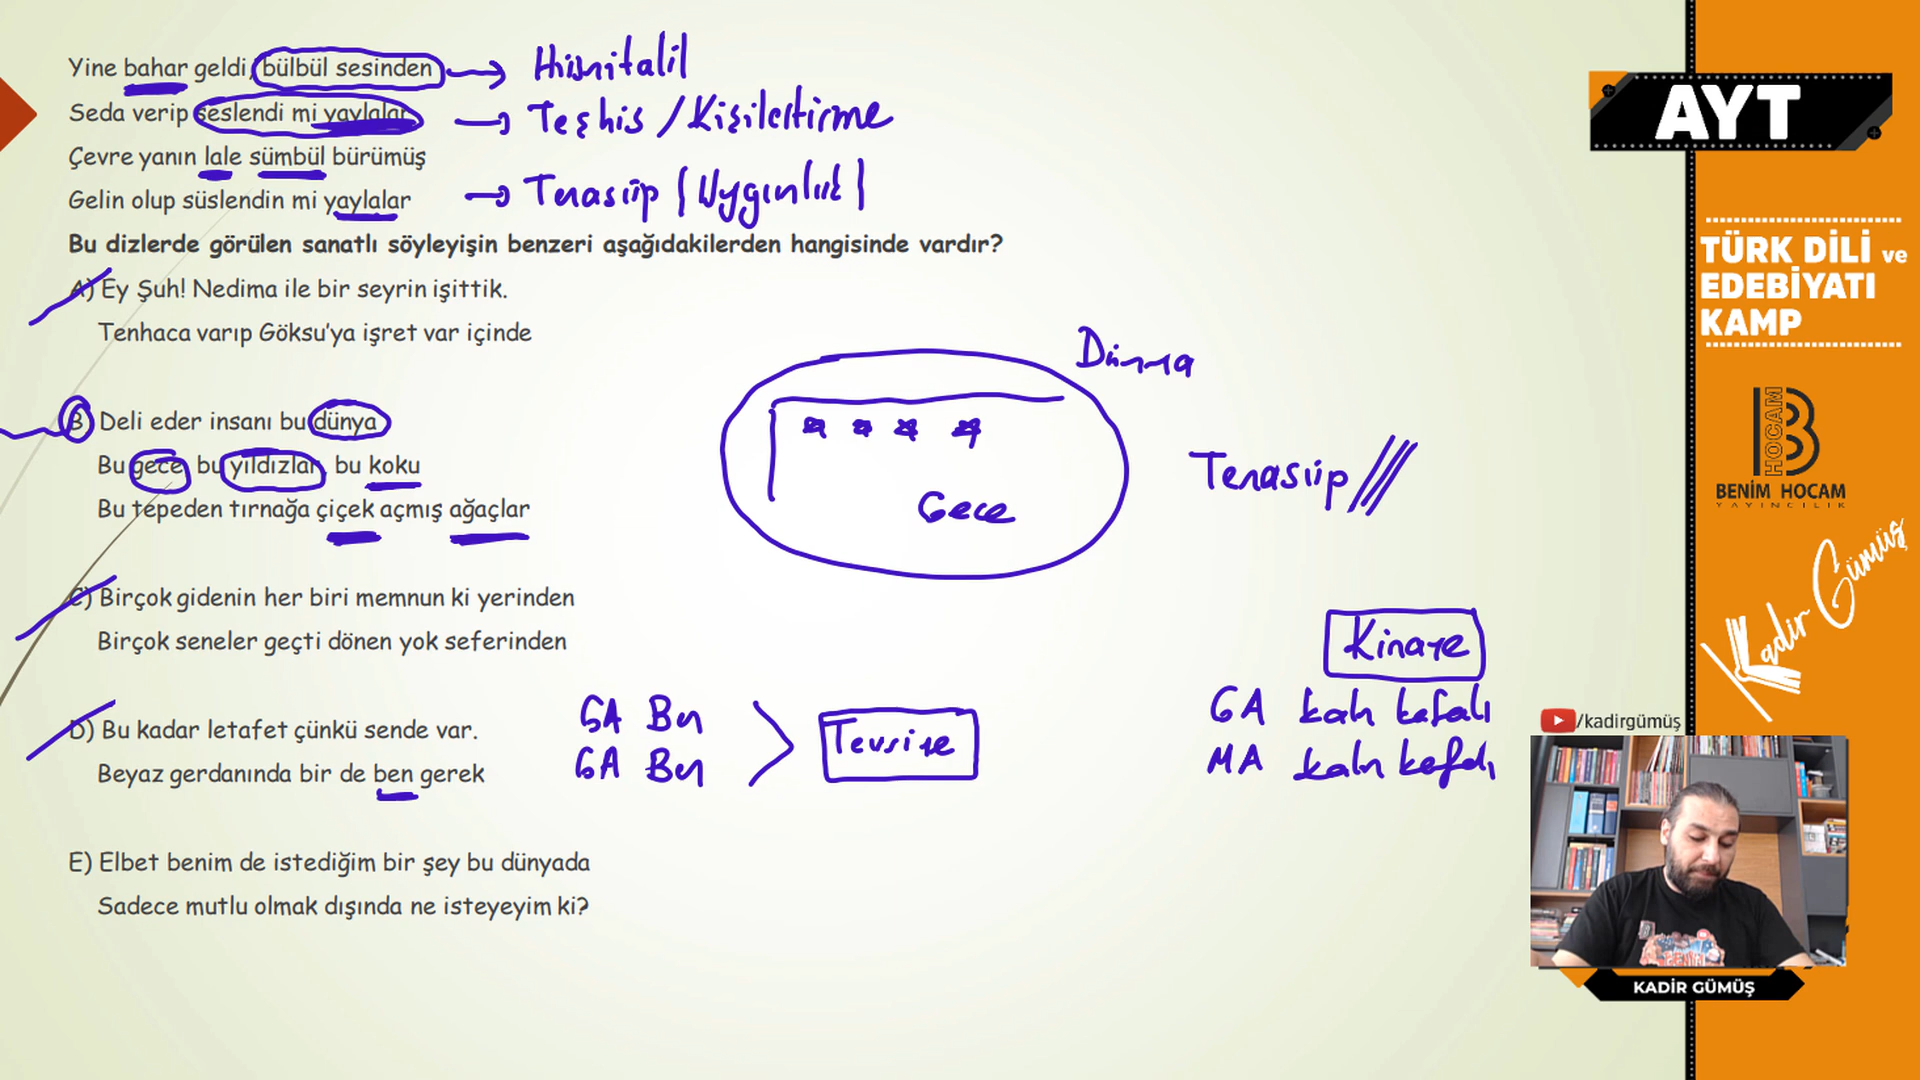 Yine bahar geldi, bülbül sesinden → Hüsnitalil
Seda verip seslendi mi yaylalar → Teşhis / Kişileştirme
Çevre yanın lale sümbül bürümüş
Gelin olup süslendin mi yaylalar → Tenasüp (Uygunluk)
Bu dizlerde görülen sanatlı söyleyişin benzeri aşağıdakilerden hangisinde vardır?
A) Ey Şuh! Nedima ile bir seyrin işittik.
Tenhaca varıp Göksu'ya işret var içinde
B) Deli eder insanı bu dünya
Bu gece, bu yıldızlar, bu koku
Bu tepeden tırnağa çiçek açmış ağaçlar
Dünya
Gece
Tenasüp
C) Birçok gidenin her biri memnun ki yerinden
Birçok seneler geçti dönen yok seferinden
D) Bu kadar letafet çünkü sende var.
Beyaz gerdanında bir de ben gerek
GA Ben
GA Ben
Tevriye
Kinaye
GA kalın kafalı
MA kalın kafalı
E) Elbet benim de istediğim bir şey bu dünyada
Sadece mutlu olmak dışında ne isteyeyim ki?
AYT
TÜRK DİLİ ve
EDEBİYATI
KAMP
HOCAM
BENİM HOCAM
YAYINCILIK
Kadir Gümüş
/kadirgümüş
KADİR GÜMÜŞ